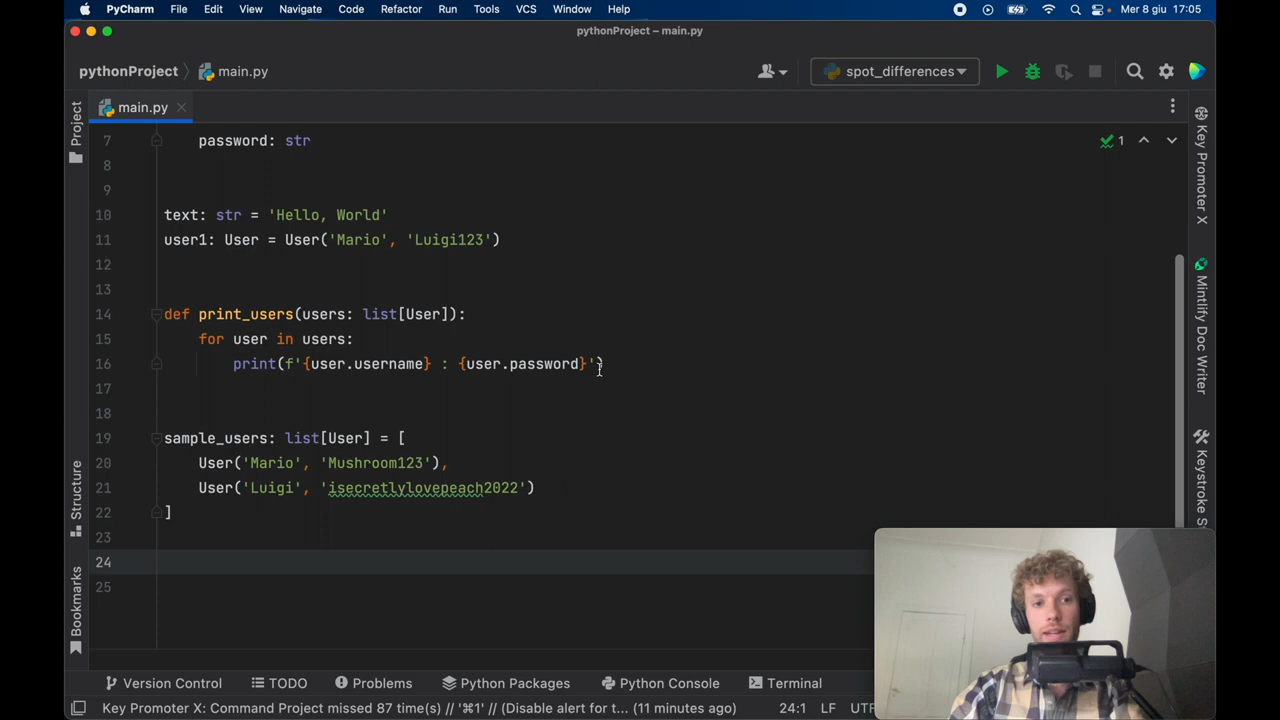 PyCharm File Edit View Navigate Code Refactor Run Tools VCS Window Help Mer 8 giu 17:05
pythonProject – main.py
pythonProject main.py spot_differences
main.py
Project
Structure
Bookmarks
7 password: str
1
8
9
10 text: str = 'Hello, World'
11 user1: User = User('Mario', 'Luigi123')
12
13
14 def print_users(users: list[User]):
15 for user in users:
16 print(f'{user.username} : {user.password}')
17
18
19 sample_users: list[User] = [
20 User('Mario', 'Mushroom123'),
21 User('Luigi', 'isecretlylovepeach2022')
22 ]
23
24
25
Key Promoter X
Mintlify Doc Writer
Keystroke S
Version Control TODO Problems Python Packages Python Console Terminal
Key Promoter X: Command Project missed 87 time(s) // '⌘1' // (Disable alert for t... (11 minutes ago) 24:1 LF UTF